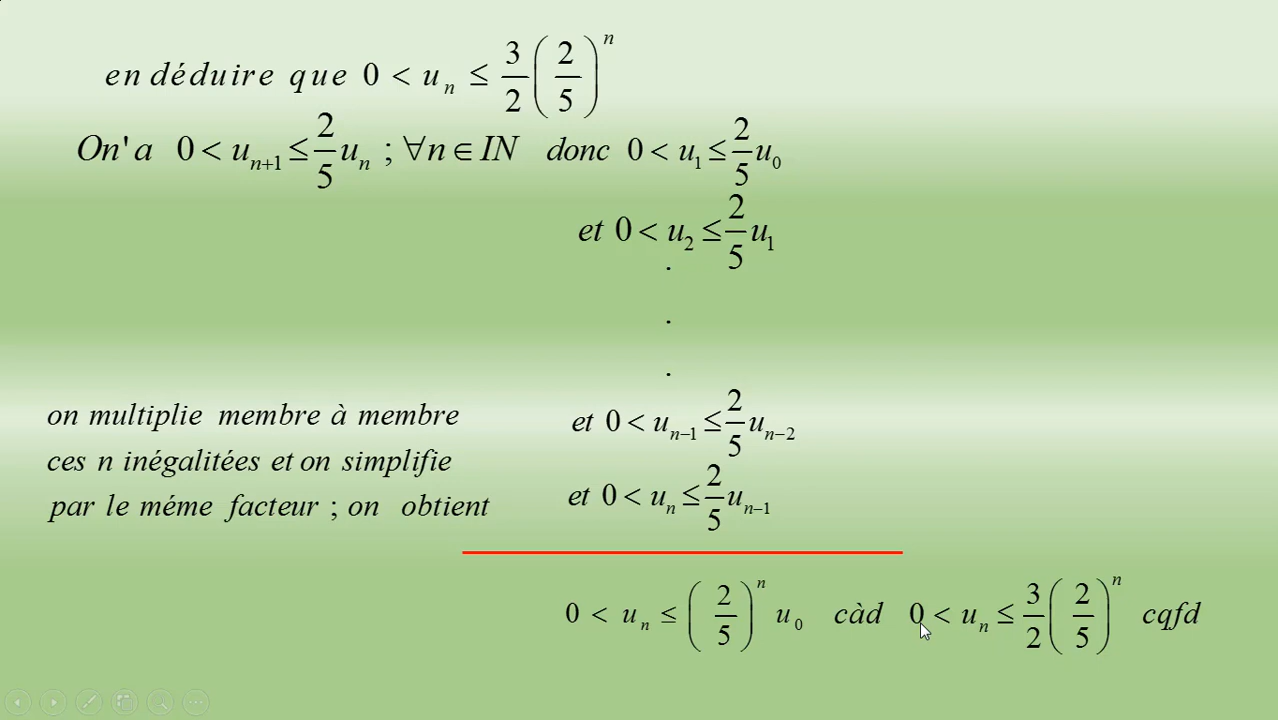 en déduire que 0 < u_n ≤ 3/2 (2/5)^n
On'a 0 < u_{n+1} ≤ 2/5 u_n ; ∀n ∈ IN donc 0 < u_1 ≤ 2/5 u_0
et 0 < u_2 ≤ 2/5 u_1
.
.
.
et 0 < u_{n−1} ≤ 2/5 u_{n−2}
et 0 < u_n ≤ 2/5 u_{n−1}
on multiplie membre à membre
ces n inégalitées et on simplifie
par le méme facteur ; on obtient
0 < u_n ≤ (2/5)^n u_0 càd 0 < u_n ≤ 3/2 (2/5)^n cqfd